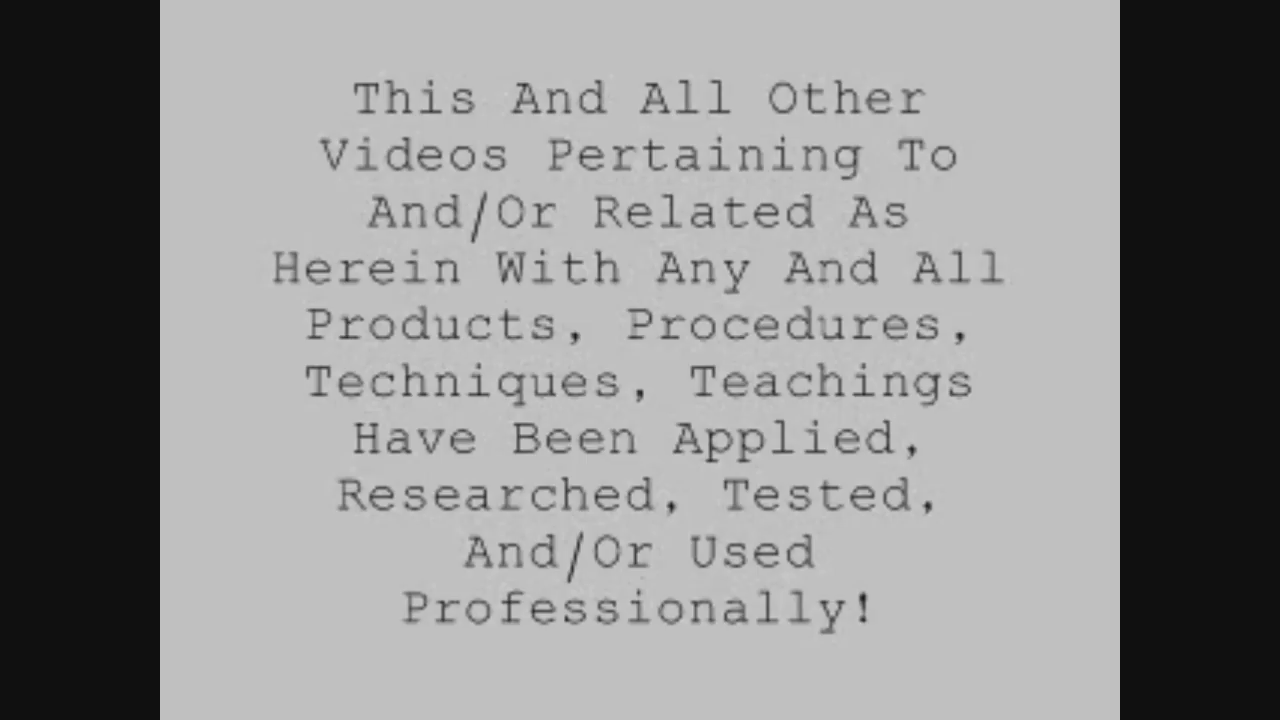 This And All Other
Videos Pertaining To
And/Or Related As
Herein With Any And All
Products, Procedures,
Techniques, Teachings
Have Been Applied,
Researched, Tested,
And/Or Used
Professionally!